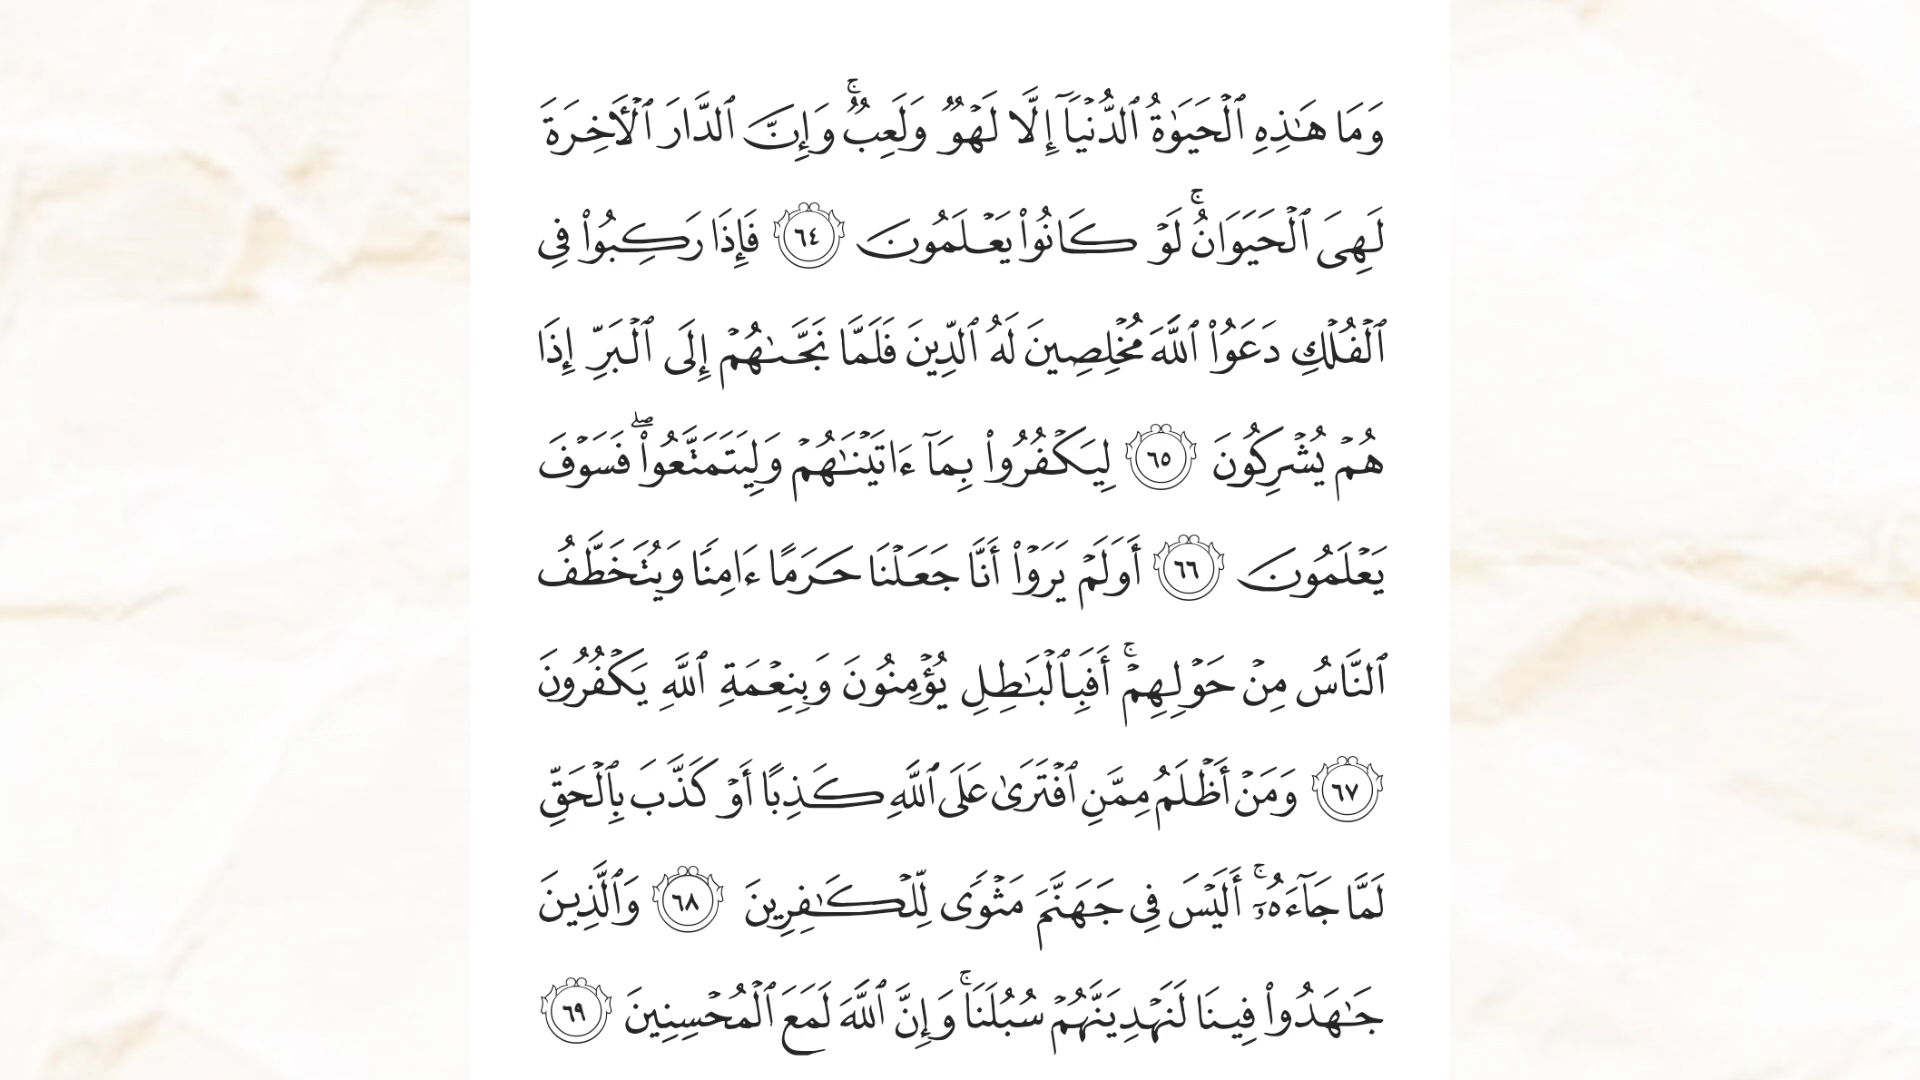 وَمَا هَـٰذِهِ ٱلْحَيَوٰةُ ٱلدُّنْيَآ إِلَّا لَهْوٌ وَلَعِبٌ ۚ وَإِنَّ ٱلدَّارَ ٱلْـَٔاخِرَةَ
لَهِىَ ٱلْحَيَوَانُ ۚ لَوْ كَانُوا۟ يَعْلَمُونَ ٦٤ فَإِذَا رَكِبُوا۟ فِى
ٱلْفُلْكِ دَعَوُا۟ ٱللَّهَ مُخْلِصِينَ لَهُ ٱلدِّينَ فَلَمَّا نَجَّىٰهُمْ إِلَى ٱلْبَرِّ إِذَا
هُمْ يُشْرِكُونَ ٦٥ لِيَكْفُرُوا۟ بِمَآ ءَاتَيْنَـٰهُمْ وَلِيَتَمَتَّعُوا۟ ۖ فَسَوْفَ
يَعْلَمُونَ ٦٦ أَوَلَمْ يَرَوْا۟ أَنَّا جَعَلْنَا حَرَمًا ءَامِنًا وَيُتَخَطَّفُ
ٱلنَّاسُ مِنْ حَوْلِهِمْ ۚ أَفَبِٱلْبَـٰطِلِ يُؤْمِنُونَ وَبِنِعْمَةِ ٱللَّهِ يَكْفُرُونَ
٦٧ وَمَنْ أَظْلَمُ مِمَّنِ ٱفْتَرَىٰ عَلَى ٱللَّهِ كَذِبًا أَوْ كَذَّبَ بِٱلْحَقِّ
لَمَّا جَآءَهُۥٓ ۚ أَلَيْسَ فِى جَهَنَّمَ مَثْوًى لِّلْكَـٰفِرِينَ ٦٨ وَٱلَّذِينَ
جَـٰهَدُوا۟ فِينَا لَنَهْدِيَنَّهُمْ سُبُلَنَا ۚ وَإِنَّ ٱللَّهَ لَمَعَ ٱلْمُحْسِنِينَ ٦٩